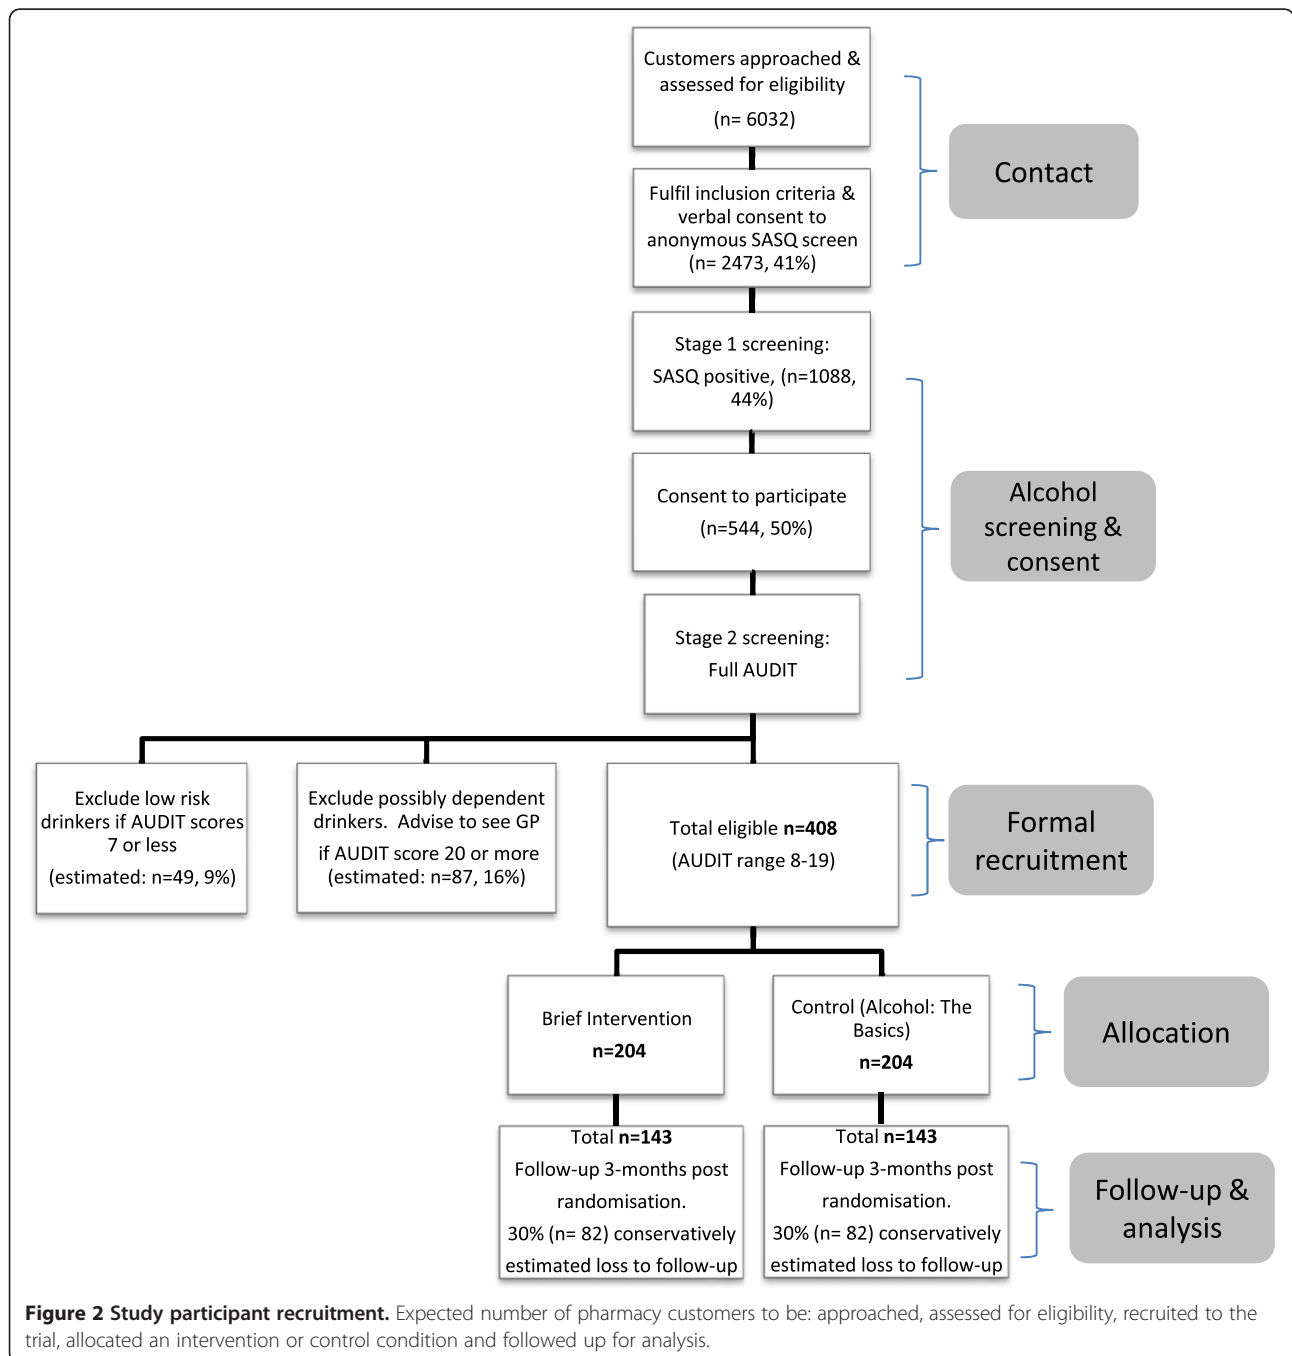 Customers approached &
assessed for eligibility
(n= 6032)
Contact
Fulfil inclusion criteria &
verbal consent to
anonymous SASQ screen
(n= 2473, 41%)
Stage 1 screening:
SASQ positive, (n=1088,
44%)
Consent to participate
(n=544, 50%)
Alcohol
screening &
consent
Stage 2 screening:
Full AUDIT
Exclude low risk
drinkers if AUDIT scores
7 or less
(estimated: n=49, 9%)
Exclude possibly dependent
drinkers. Advise to see GP
if AUDIT score 20 or more
(estimated: n=87, 16%)
Total eligible n=408
(AUDIT range 8-19)
Formal
recruitment
Brief Intervention
n=204
Control (Alcohol: The
Basics)
n=204
Allocation
Total n=143
Follow-up 3-months post
randomisation.
30% (n= 82) conservatively
estimated loss to follow-up
Total n=143
Follow-up 3-months post
randomisation.
30% (n= 82) conservatively
estimated loss to follow-up
Follow-up &
analysis
Figure 2 Study participant recruitment. Expected number of pharmacy customers to be: approached, assessed for eligibility, recruited to the
trial, allocated an intervention or control condition and followed up for analysis.